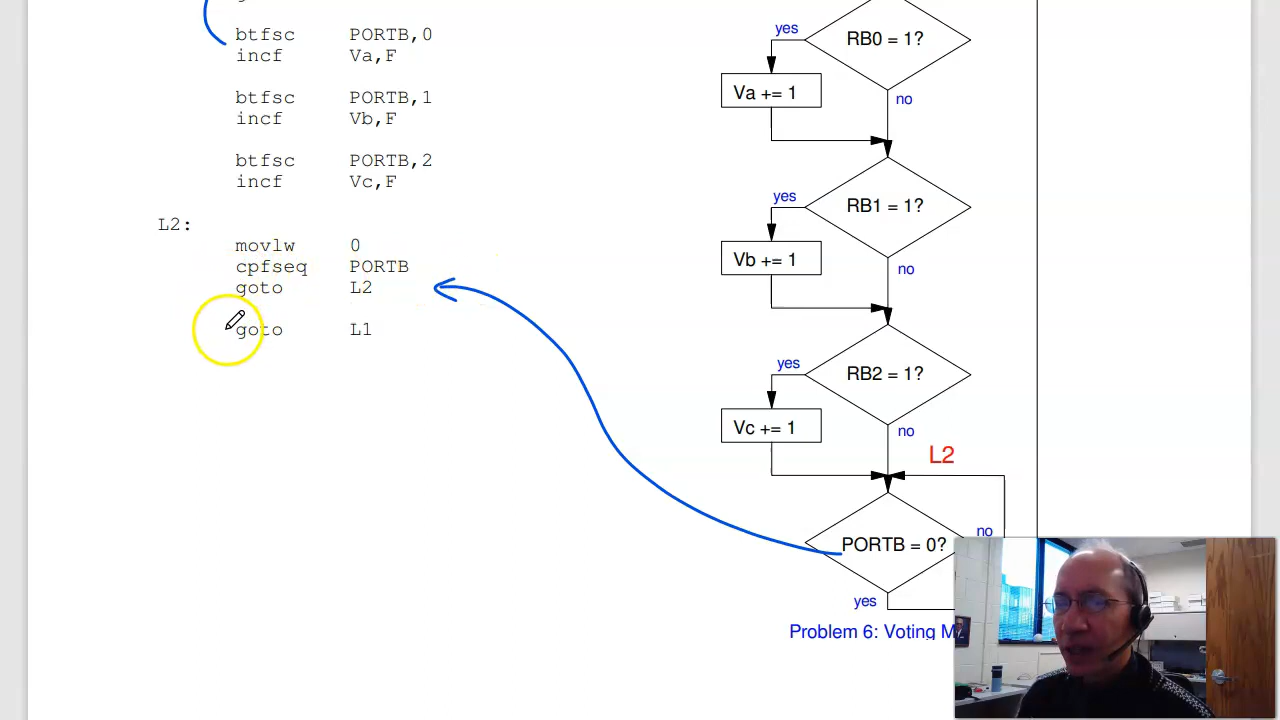 btfsc PORTB,0
incf Va,F
btfsc PORTB,1
incf Vb,F
btfsc PORTB,2
incf Vc,F
L2:
movlw 0
cpfseq PORTB
goto L2
goto L1
yes
RB0 = 1?
Va += 1
no
yes
RB1 = 1?
Vb += 1
no
yes
RB2 = 1?
Vc += 1
no
L2
no
PORTB = 0?
yes
Problem 6: Voting